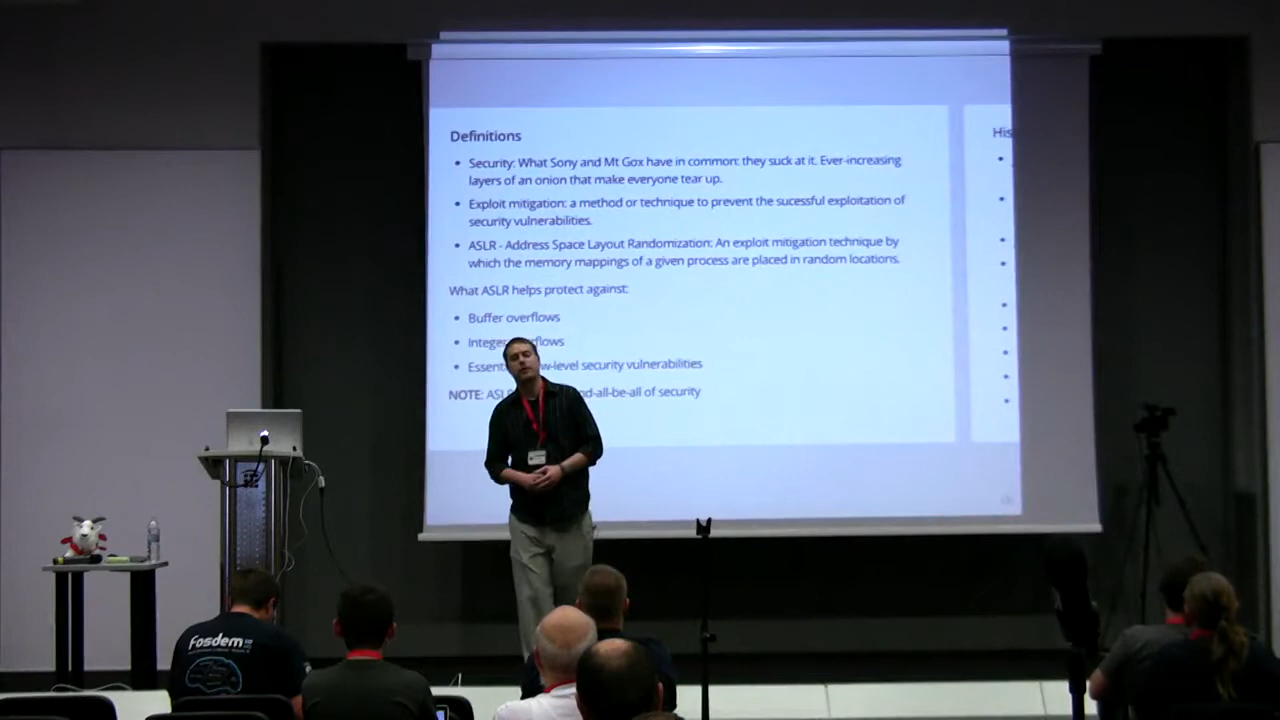 Definitions
• Security: What Sony and Mt Gox have in common: they suck at it. Ever-increasing
layers of an onion that make everyone tear up.
• Exploit mitigation: a method or technique to prevent the sucessful exploitation of
security vulnerabilities.
• ASLR - Address Space Layout Randomization: An exploit mitigation technique by
which the memory mappings of a given process are placed in random locations.
What ASLR helps protect against:
• Buffer overflows
• Integer flows
• w-level security vulnerabilities
NOTE: nd-all-be-all of security
His
Fosdem